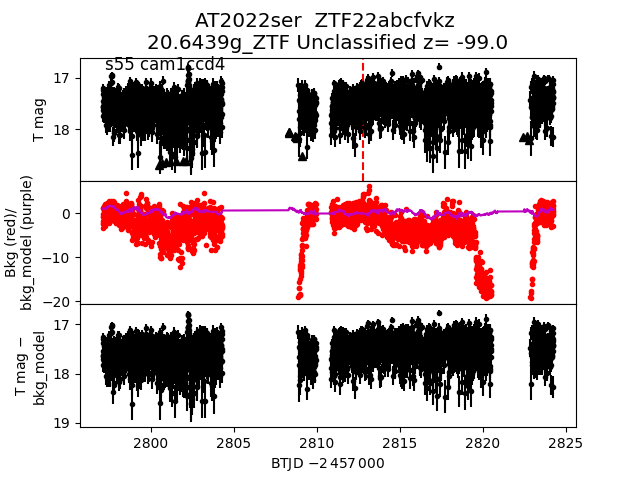 AT2022ser  ZTF22abcfvkz
20.6439g_ZTF Unclassified z= -99.0
s55 cam1ccd4
17
18
T mag
0
−10
−20
Bkg (red)/
bkg_model (purple)
17
18
19
T mag −
bkg_model
2800 2805 2810 2815 2820 2825
BTJD −2 457 000